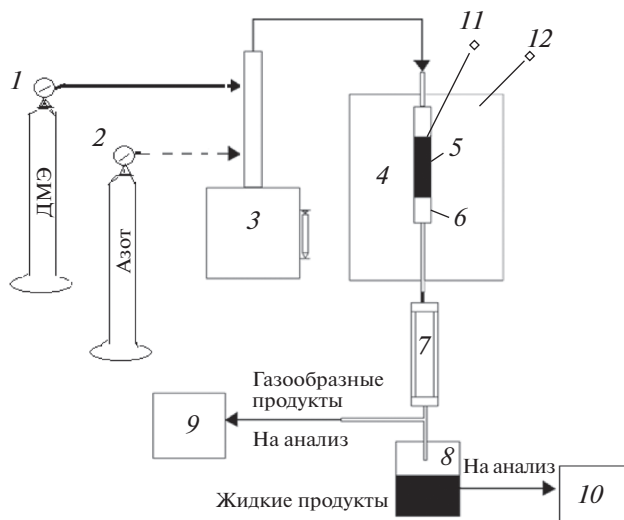 11
12
1
2
ДМЭ
Азот
3
4
5
6
7
Газообразные
продукты
На анализ
9
8
На анализ
Жидкие продукты
10